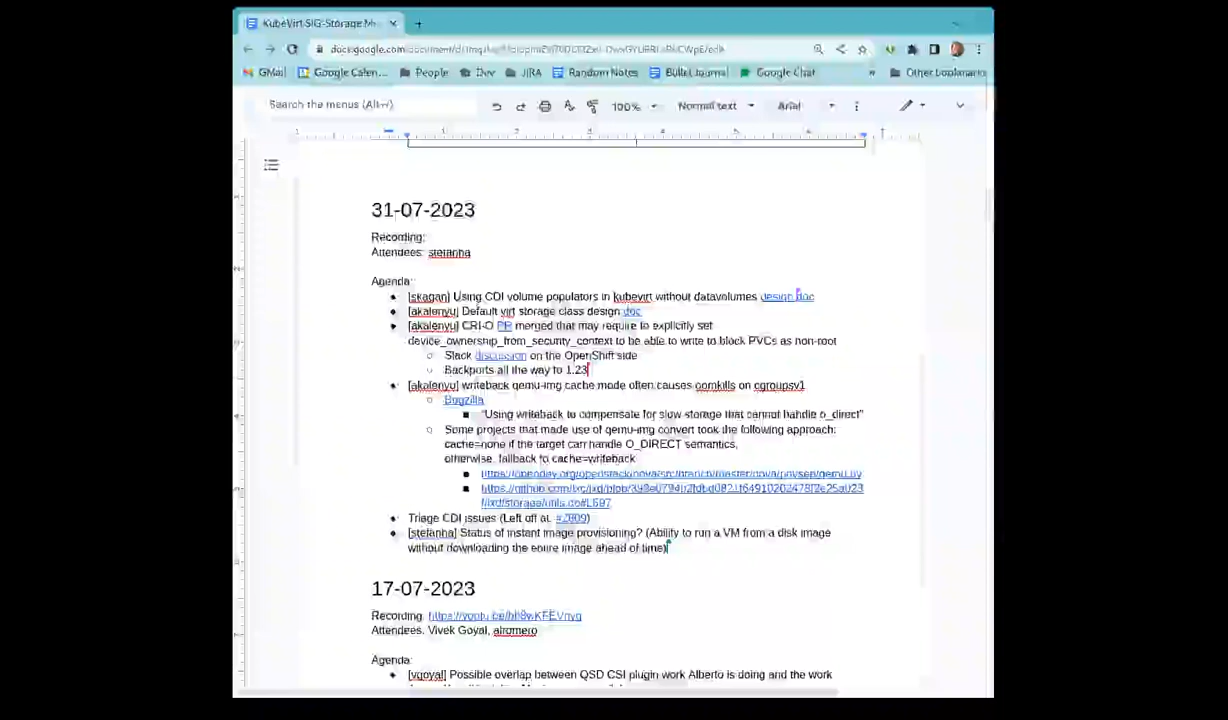 KubeVirt SIG-Storage M
GMail
Google Calen...
People
Dev
JIRA
Random Notes
Bullet Journal
Google Chat
»
Other bookmarks
Search the menus (Alt+/)
100%
Normal text
Arial
31-07-2023
Recording:
Attendees: stefanha
Agenda:
[skagan] Using CDI volume populators in kubevirt without datavolumes design doc
[akalenyu] Default virt storage class design doc
[akalenyu] CRI-O PR merged that may require to explicitly set
device_ownership_from_security_context to be able to write to block PVCs as non-root
Slack discussion on the OpenShift side
Backports all the way to 1.23
[akalenyu] writeback qemu-img cache mode often causes oomkills on cgroupsv1
Bugzilla
"Using writeback to compensate for slow storage that cannot handle o_direct"
Some projects that made use of qemu-img convert took the following approach:
cache=none if the target can handle O_DIRECT semantics,
otherwise, fallback to cache=writeback
Triage CDI issues (Left off at
[stefanha] Status of instant image provisioning? (Ability to run a VM from a disk image
without downloading the entire image ahead of time)
17-07-2023
Recording:
Attendees: Vivek Goyal, alromero
Agenda:
[vgoyal] Possible overlap between QSD CSI plugin work Alberto is doing and the work